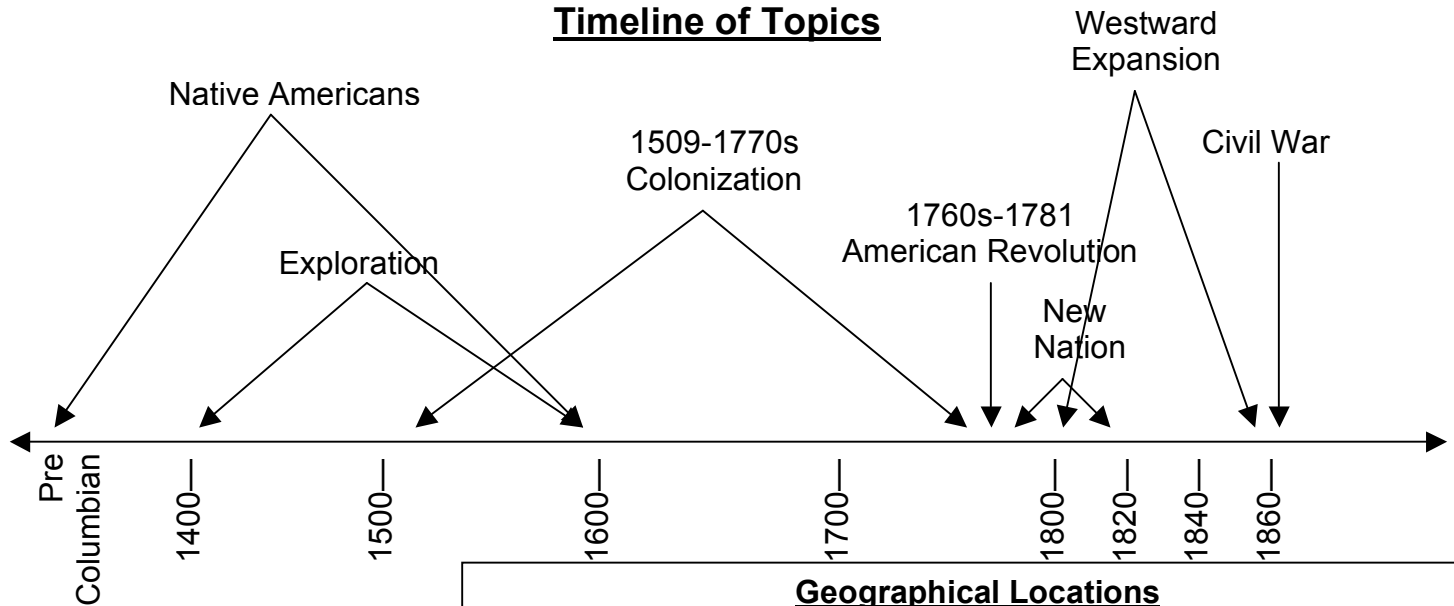 Timeline of Topics
Westward
Expansion
Native Americans
1509-1770s
Colonization
Civil War
1760s-1781
American Revolution
Exploration
New
Nation
Pre
Columbian
1400—
1500—
1600—
1700—
1800—
1820—
1840—
1860—
Geographical Locations